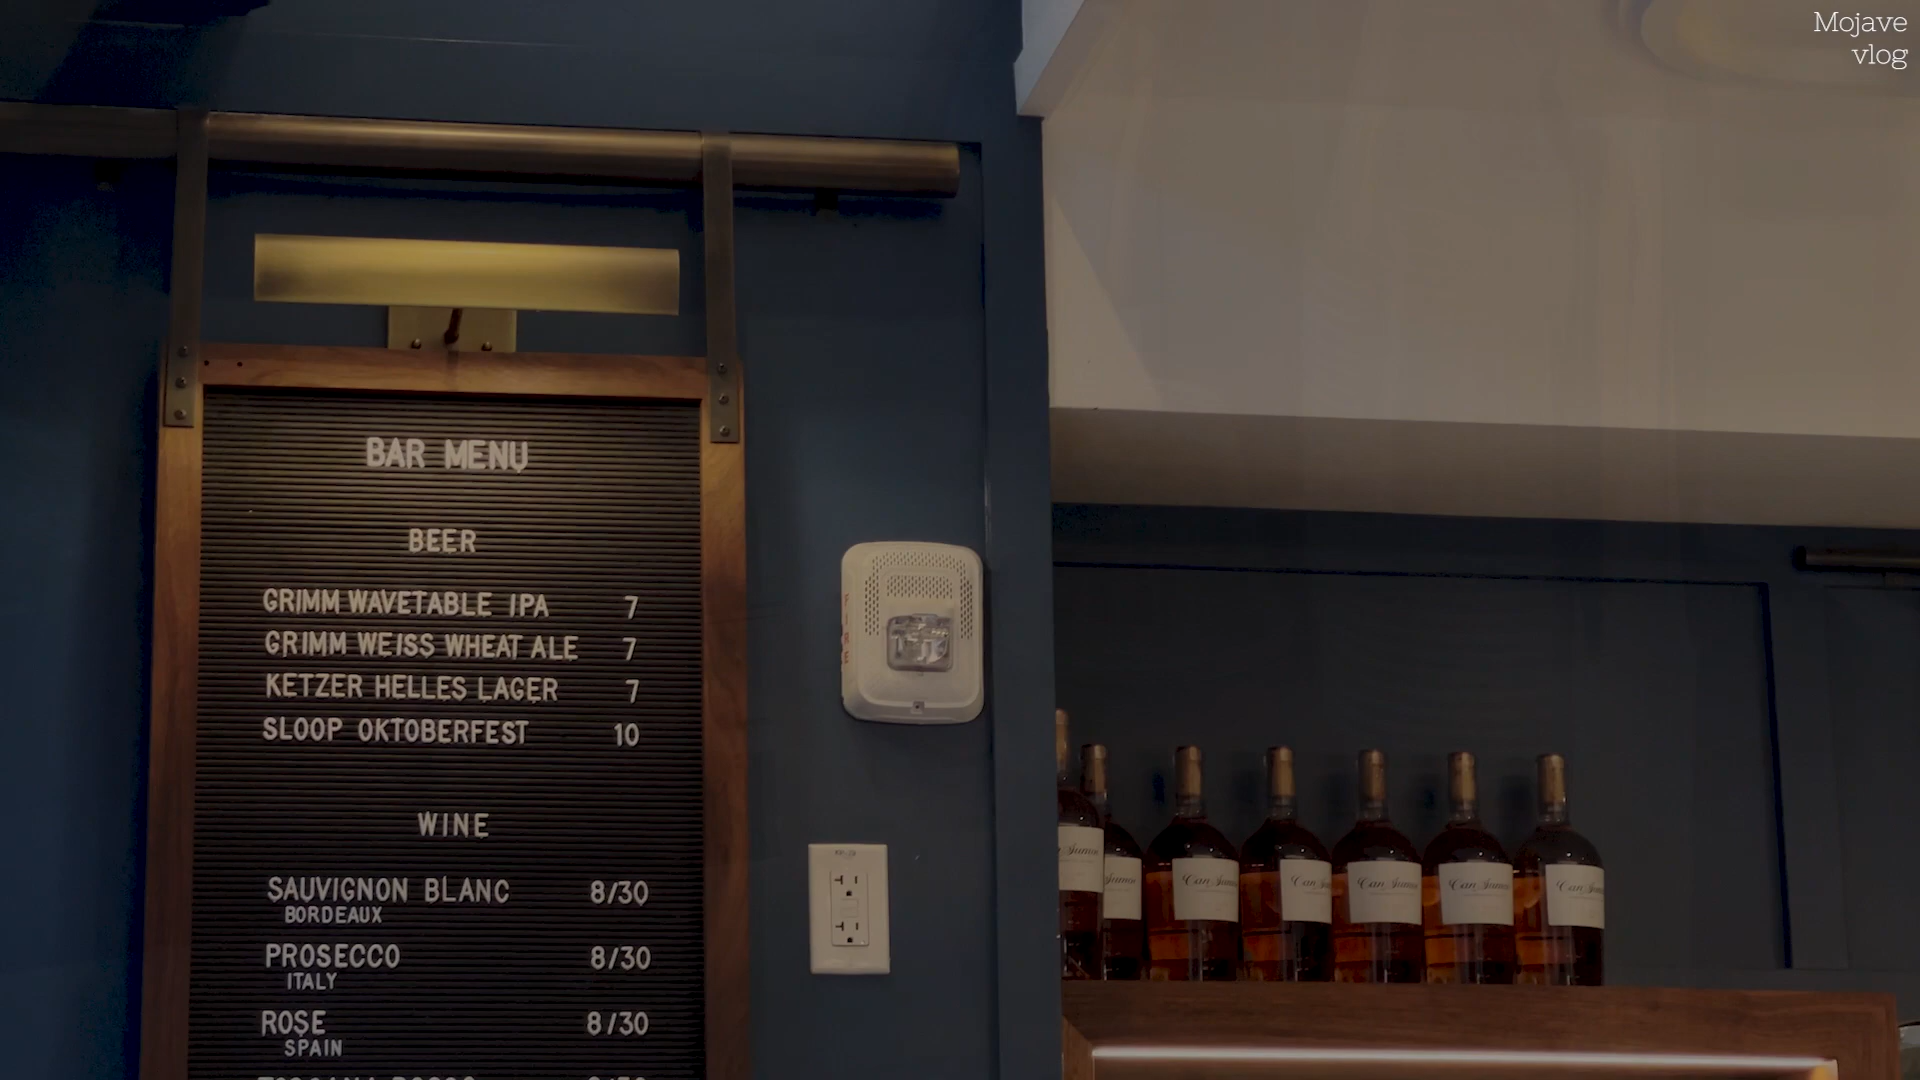 Mojave
vlog
BAR MENU
BEER
GRIMM WAVETABLE IPA 7
GRIMM WEISS WHEAT ALE 7
KETZER HELLES LAGER 7
SLOOP OKTOBERFEST 10
WINE
SAUVIGNON BLANC 8/30
BORDEAUX
PROSECCO 8/30
ITALY
ROSE 8/30
SPAIN
FIRE